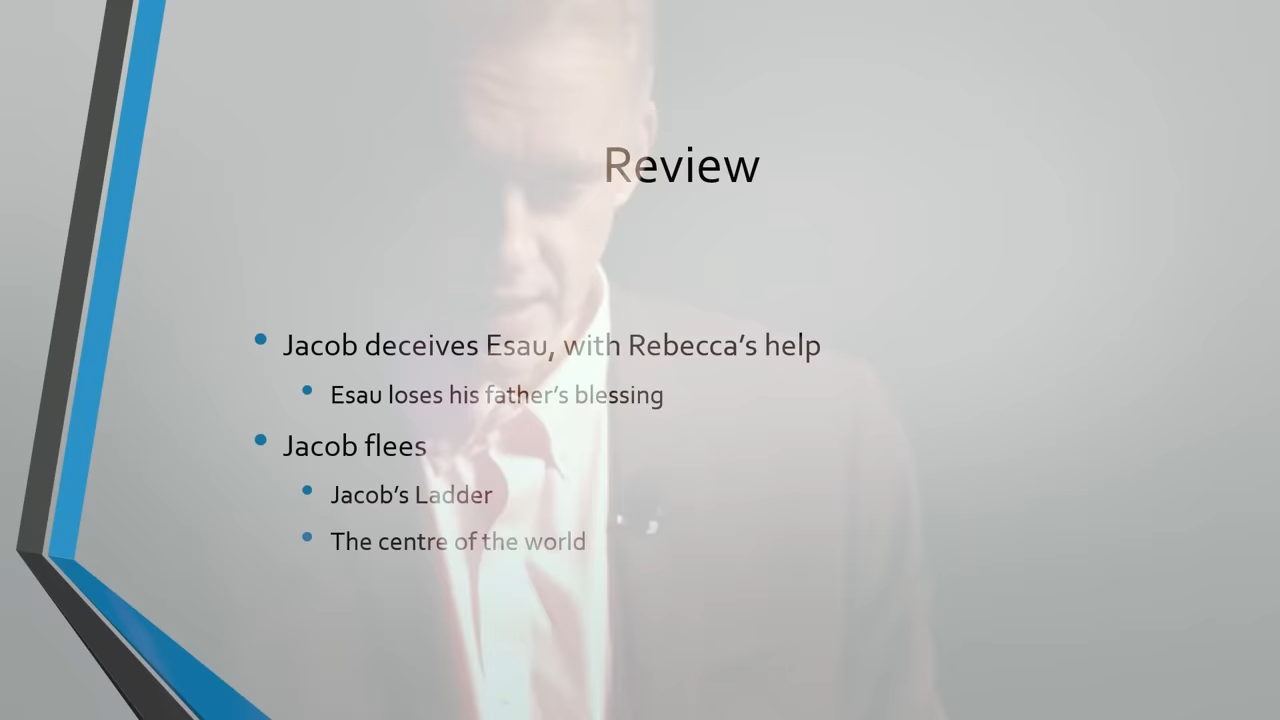 Review
Jacob deceives Esau, with Rebecca’s help
Esau loses his father’s blessing
Jacob flees
Jacob’s Ladder
The centre of the world